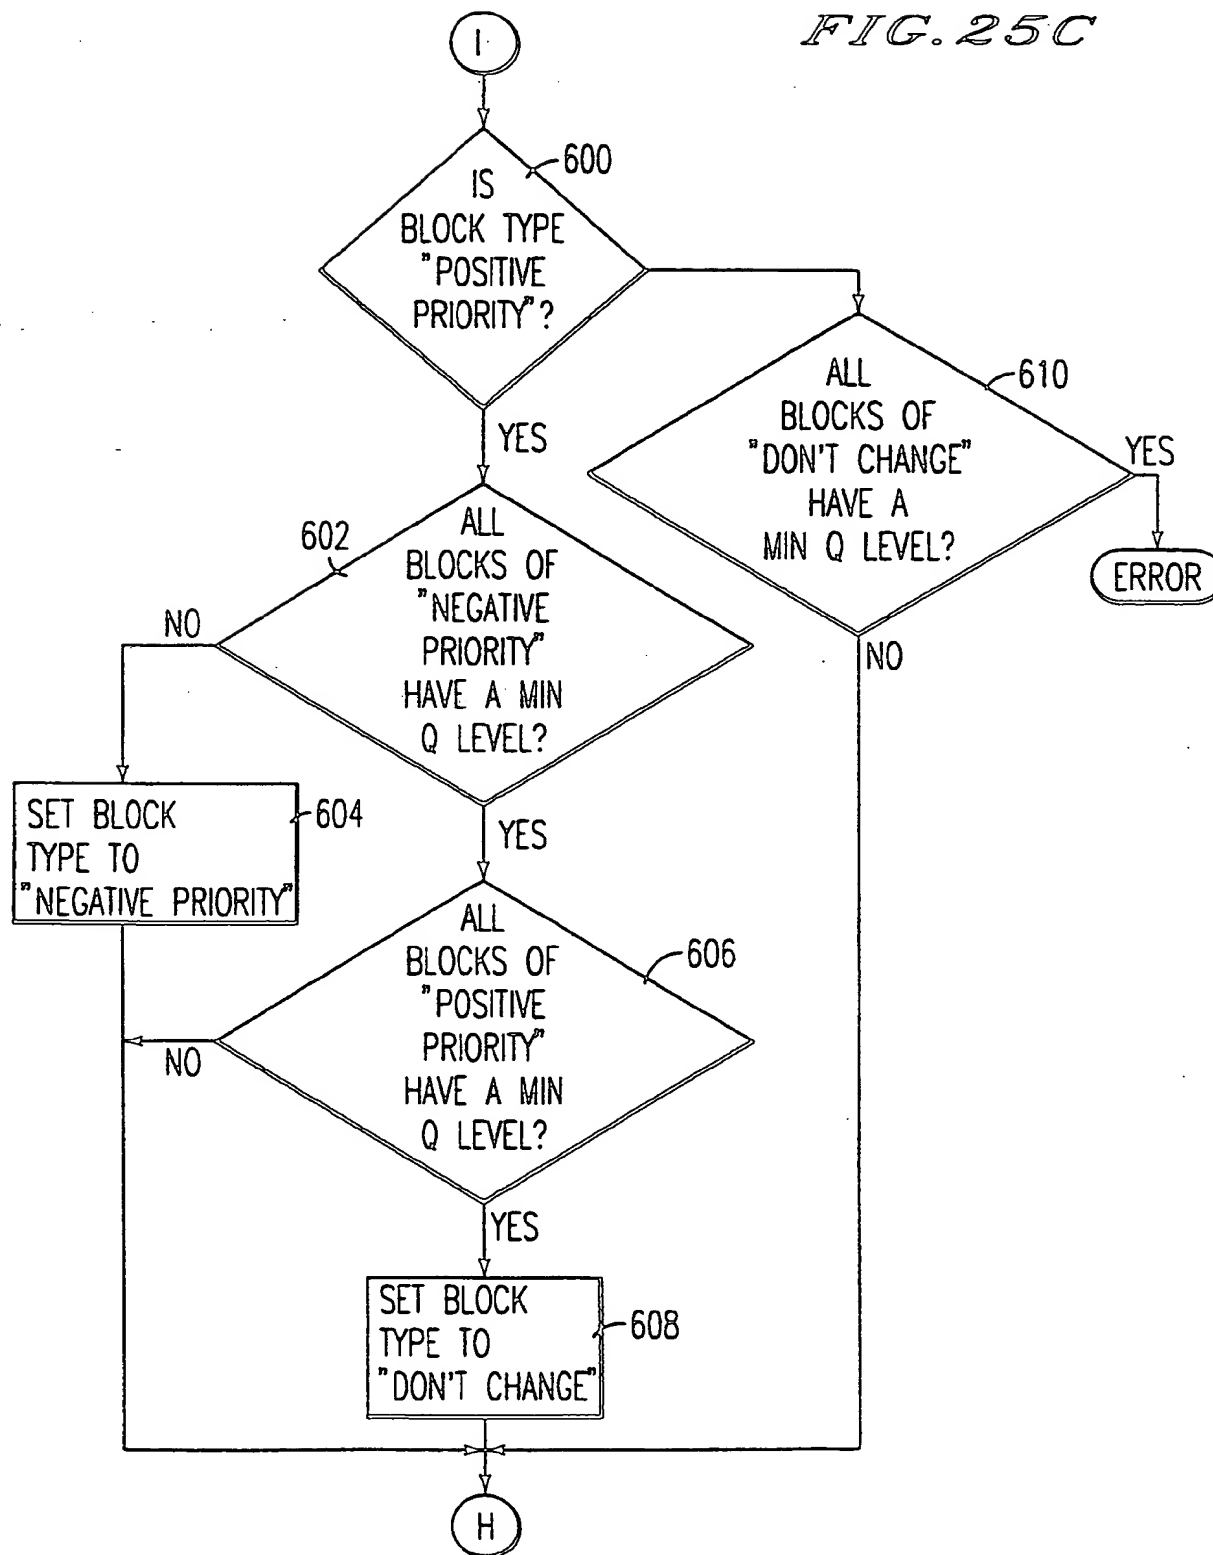 FIG. 25C
I
600
IS
BLOCK TYPE
"POSITIVE
PRIORITY"?
YES
610
ALL
BLOCKS OF
"DON'T CHANGE"
HAVE A
MIN Q LEVEL?
YES
ERROR
NO
602
ALL
BLOCKS OF
"NEGATIVE
PRIORITY"
HAVE A MIN
Q LEVEL?
NO
YES
604
SET BLOCK
TYPE TO
"NEGATIVE PRIORITY"
606
ALL
BLOCKS OF
"POSITIVE
PRIORITY"
HAVE A MIN
Q LEVEL?
NO
YES
608
SET BLOCK
TYPE TO
"DON'T CHANGE"
H